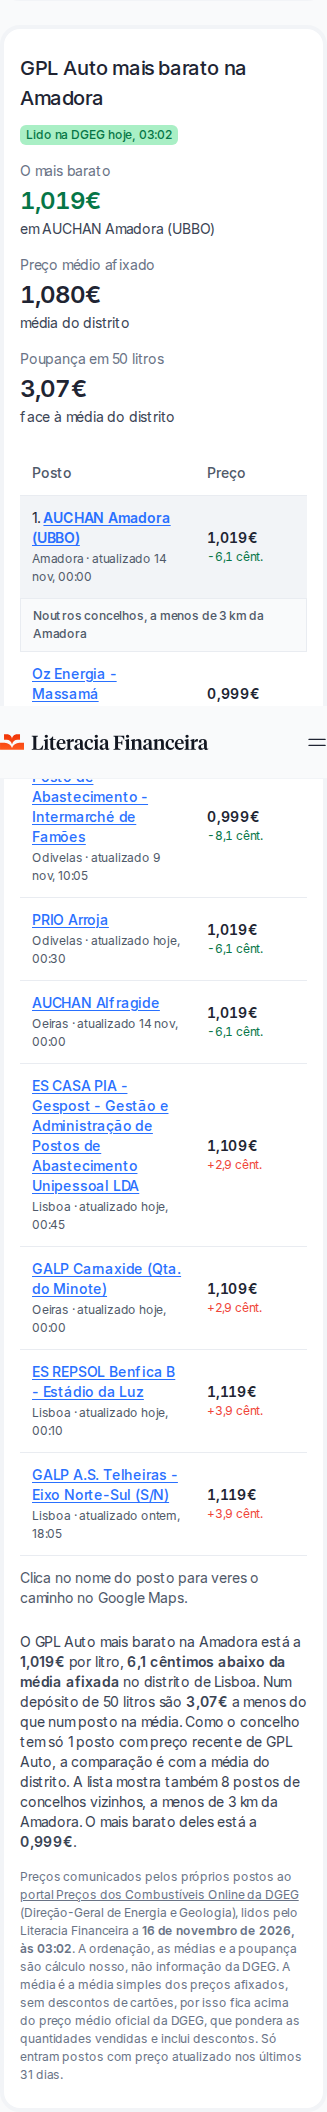 GPL Auto mais barato na
Amadora
Lido na DGEG hoje, 03:02
O mais barato
1,019€
em AUCHAN Amadora (UBBO)
Preço médio afixado
1,080€
média do distrito
Poupança em 50 litros
3,07€
face à média do distrito
Posto Preço
1. AUCHAN Amadora
(UBBO)
1,019€
-6,1 cênt.
Amadora · atualizado 14
nov, 00:00
Noutros concelhos, a menos de 3 km da
Amadora
Oz Energia -
Massamá
0,999€
Literacia Financeira
Posto de
Abastecimento -
Intermarché de
Famões
0,999€
-8,1 cênt.
Odivelas · atualizado 9
nov, 10:05
PRIO Arroja
1,019€
-6,1 cênt.
Odivelas · atualizado hoje,
00:30
AUCHAN Alfragide
1,019€
-6,1 cênt.
Oeiras · atualizado 14 nov,
00:00
ES CASA PIA -
Gespost - Gestão e
Administração de
Postos de
Abastecimento
Unipessoal LDA
1,109€
+2,9 cênt.
Lisboa · atualizado hoje,
00:45
GALP Carnaxide (Qta.
do Minote)
1,109€
+2,9 cênt.
Oeiras · atualizado hoje,
00:00
ES REPSOL Benfica B
- Estádio da Luz
1,119€
+3,9 cênt.
Lisboa · atualizado hoje,
00:10
GALP A.S. Telheiras -
Eixo Norte-Sul (S/N)
1,119€
+3,9 cênt.
Lisboa · atualizado ontem,
18:05
Clica no nome do posto para veres o
caminho no Google Maps.
O GPL Auto mais barato na Amadora está a
1,019€ por litro, 6,1 cêntimos abaixo da
média afixada no distrito de Lisboa. Num
depósito de 50 litros são 3,07€ a menos do
que num posto na média. Como o concelho
tem só 1 posto com preço recente de GPL
Auto, a comparação é com a média do
distrito. A lista mostra também 8 postos de
concelhos vizinhos, a menos de 3 km da
Amadora. O mais barato deles está a
0,999€.
Preços comunicados pelos próprios postos ao
portal Preços dos Combustíveis Online da DGEG
(Direção-Geral de Energia e Geologia), lidos pelo
Literacia Financeira a 16 de novembro de 2026,
às 03:02. A ordenação, as médias e a poupança
são cálculo nosso, não informação da DGEG. A
média é a média simples dos preços afixados,
sem descontos de cartões, por isso fica acima
do preço médio oficial da DGEG, que pondera as
quantidades vendidas e inclui descontos. Só
entram postos com preço atualizado nos últimos
31 dias.